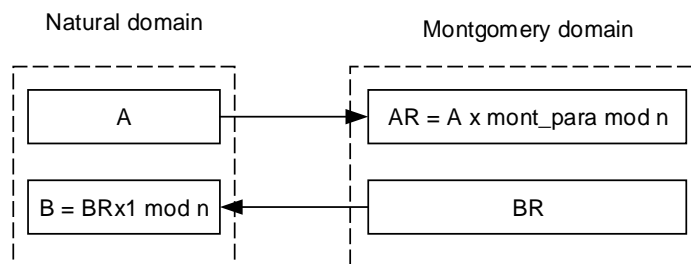 Natural domain
Montgomery domain
A
AR = A x mont_para mod n
B = BRx1 mod n
BR